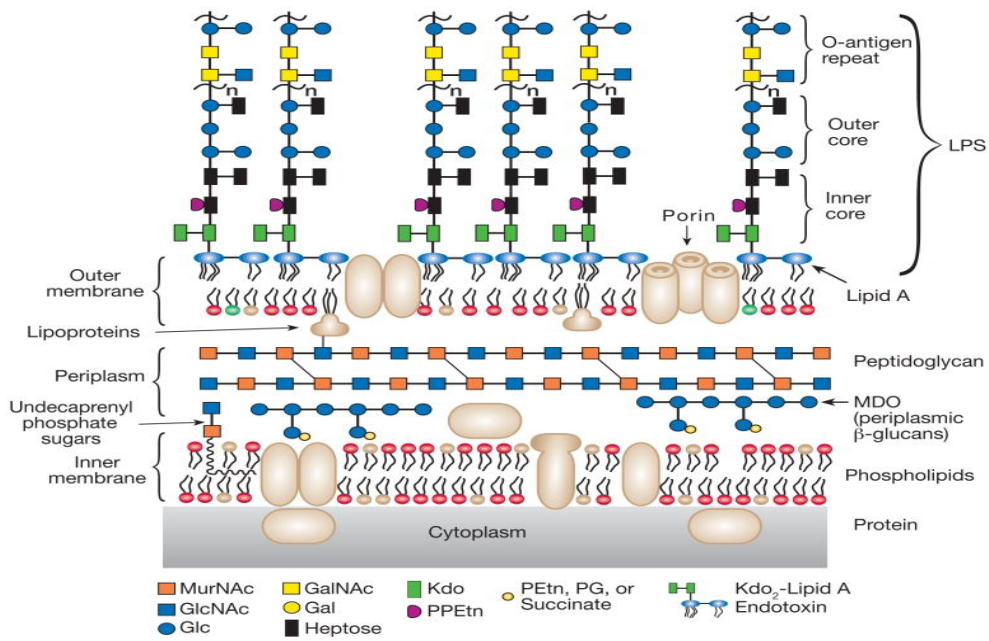 O-antigen
repeat
n
n
n
n
n
n
Outer
core
LPS
Inner
core
Porin
Outer
membrane
Lipid A
Lipoproteins
Peptidoglycan
Periplasm
MDO
(periplasmic
β-glucans)
Undecaprenyl
phosphate
sugars
Inner
membrane
Phospholipids
Protein
Cytoplasm
MurNAc
GlcNAc
Glc
GalNAc
Gal
Heptose
Kdo
PPEtn
PEtn, PG, or
Succinate
Kdo2-Lipid A
Endotoxin